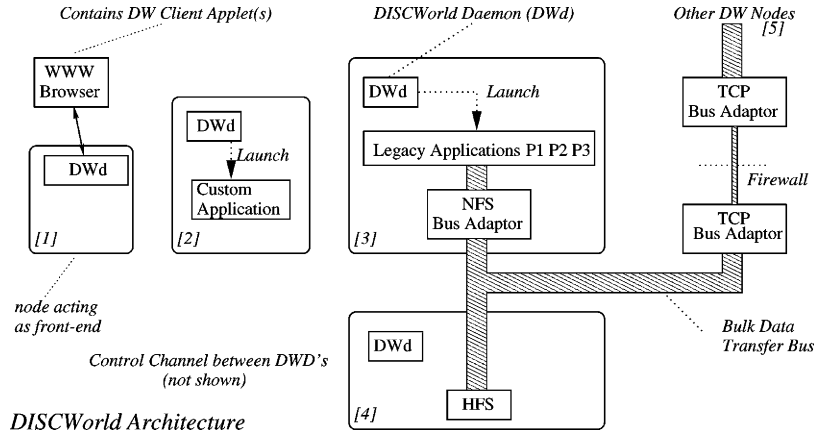 Contains DW Client Applet(s)
DISCWorld Daemon (DWd)
Other DW Nodes
[5]
WWW
Browser
DWd
[1]
node acting
as front-end
DWd
Launch
Custom
Application
[2]
DWd
Launch
Legacy Applications P1 P2 P3
NFS
Bus Adaptor
[3]
TCP
Bus Adaptor
Firewall
TCP
Bus Adaptor
Bulk Data
Transfer Bus
DWd
HFS
[4]
Control Channel between DWD's
(not shown)
DISCWorld Architecture